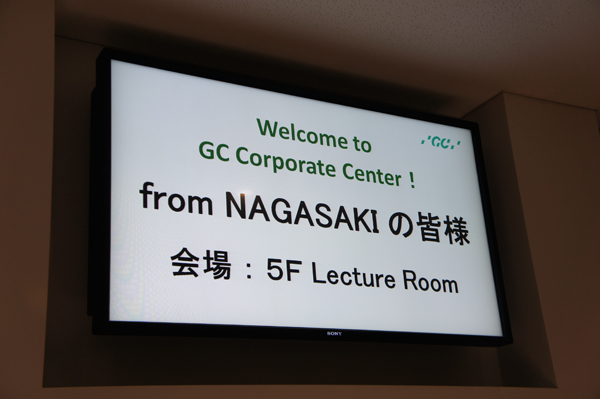 Welcome to
GC Corporate Center !
'GC'
from NAGASAKI の皆様
会場 : 5F Lecture Room
SONY